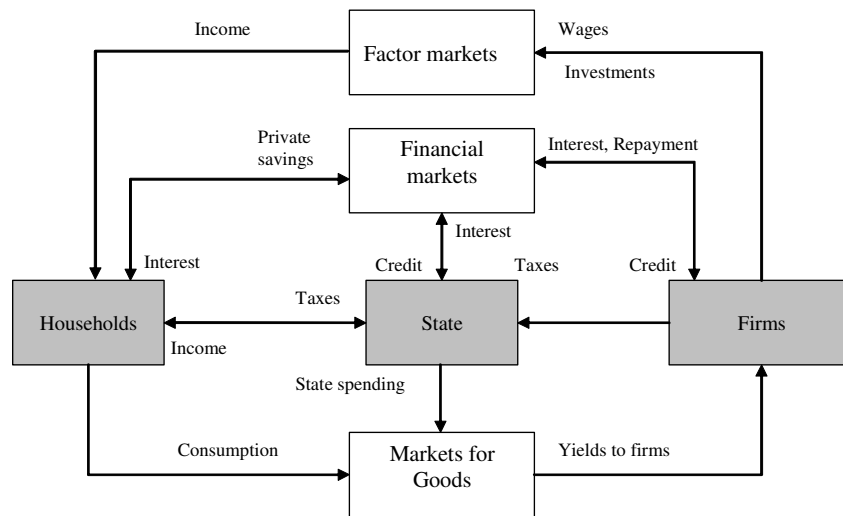 Income
Factor markets
Wages
Investments
Private
savings
Financial
markets
Interest, Repayment
Interest
Interest
Credit
Taxes
Credit
Households
Taxes
Income
State
Firms
State spending
Consumption
Markets for
Goods
Yields to firms